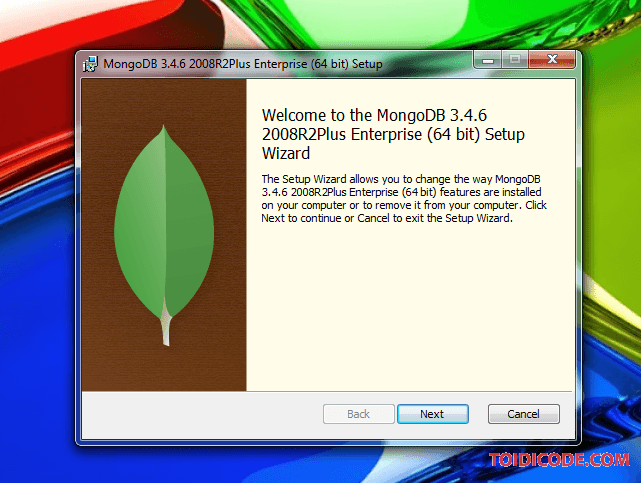 MongoDB 3.4.6 2008R2Plus Enterprise (64 bit) Setup
Welcome to the MongoDB 3.4.6
2008R2Plus Enterprise (64 bit) Setup
Wizard
The Setup Wizard allows you to change the way MongoDB
3.4.6 2008R2Plus Enterprise (64 bit) features are installed
on your computer or to remove it from your computer. Click
Next to continue or Cancel to exit the Setup Wizard.
Back Next Cancel
TOIDICODE.COM